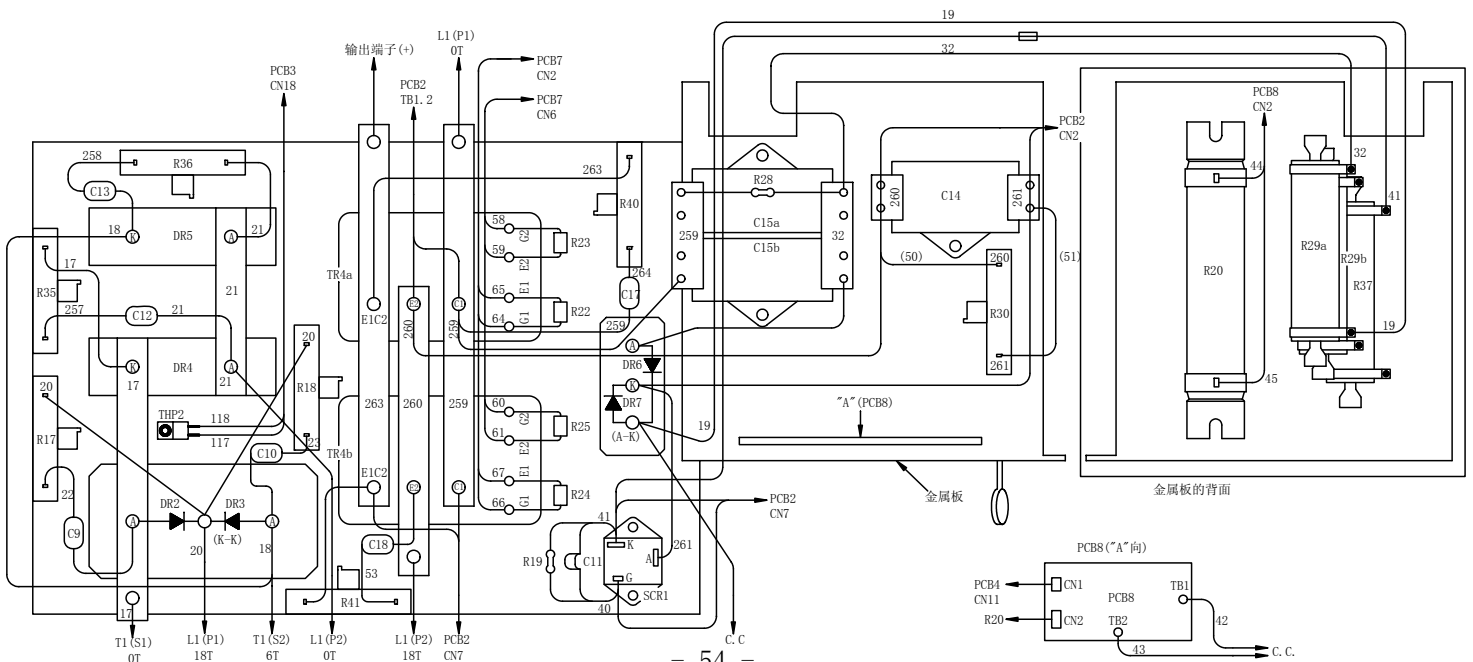 19
32
输出端子(+)
L1(P1)
0T
PCB7
CN2
PCB3
CN18
PCB2
TB1.2
PCB7
CN6
PCB8
CN2
PCB2
CN2
258
R36
C13
263
R40
R28
C15a
C15b
259
32
260
C14
261
44
32
41
18
K
DR5
A
21
58
G2
R23
59
E2
TR4a
(50)
260
(51)
R29a
R29b
R20
R37
17
R35
21
E1
65
264
C17
257
C12
21
E1C2
E2
C1
64
G1
R22
259
R30
19
260
259
A
DR6
261
K
DR4
A
17
21
20
R18
K
DR7
20
263
260
259
60
G2
R25
(A-K)
19
"A"(PCB8)
45
THP2
118
117
R17
C10
23
TR4b
61
E2
金属板
金属板的背面
22
E1C2
E2
C1
67
E1
R24
66
G1
C9
A
DR2
DR3
A
(K-K)
20
18
C18
53
41
K
A
261
R19
C11
G
SCR1
40
PCB2
CN7
PCB8("A"向)
PCB4
CN11
CN1
PCB8
TB1
R20
CN2
TB2
42
43
C.C.
17
R41
T1(S1)
0T
L1(P1)
18T
T1(S2)
6T
L1(P2)
0T
L1(P2)
18T
PCB2
CN7
C.C
- 54 -